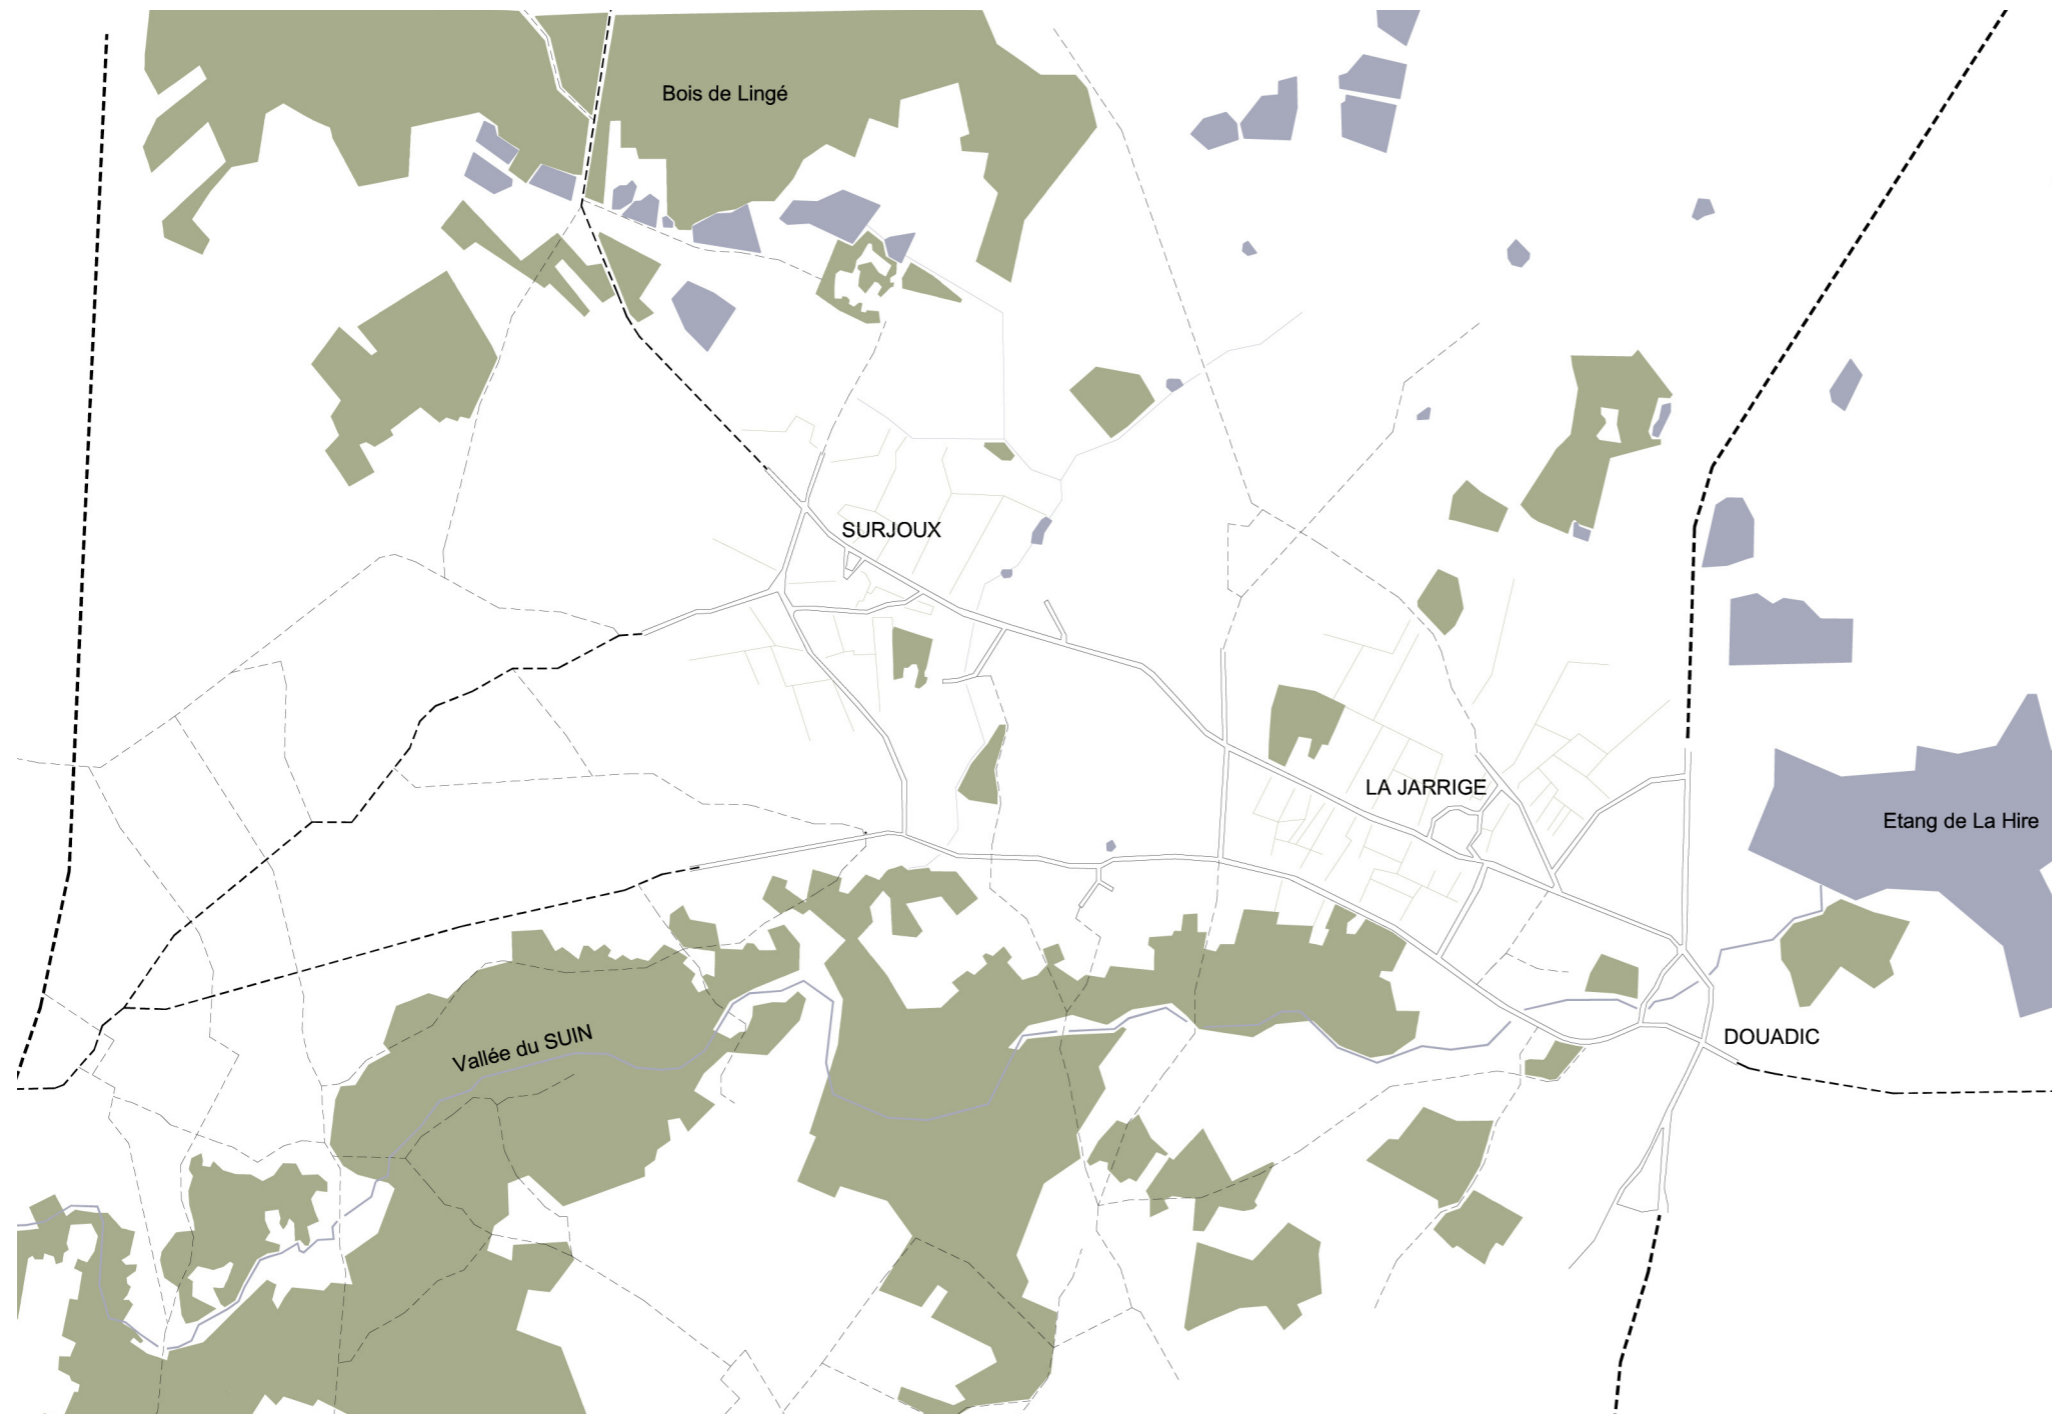 Bois de Lingé
SURJOUX
LA JARRIGE
Etang de La Hire
Vallée du SUIN
DOUADIC